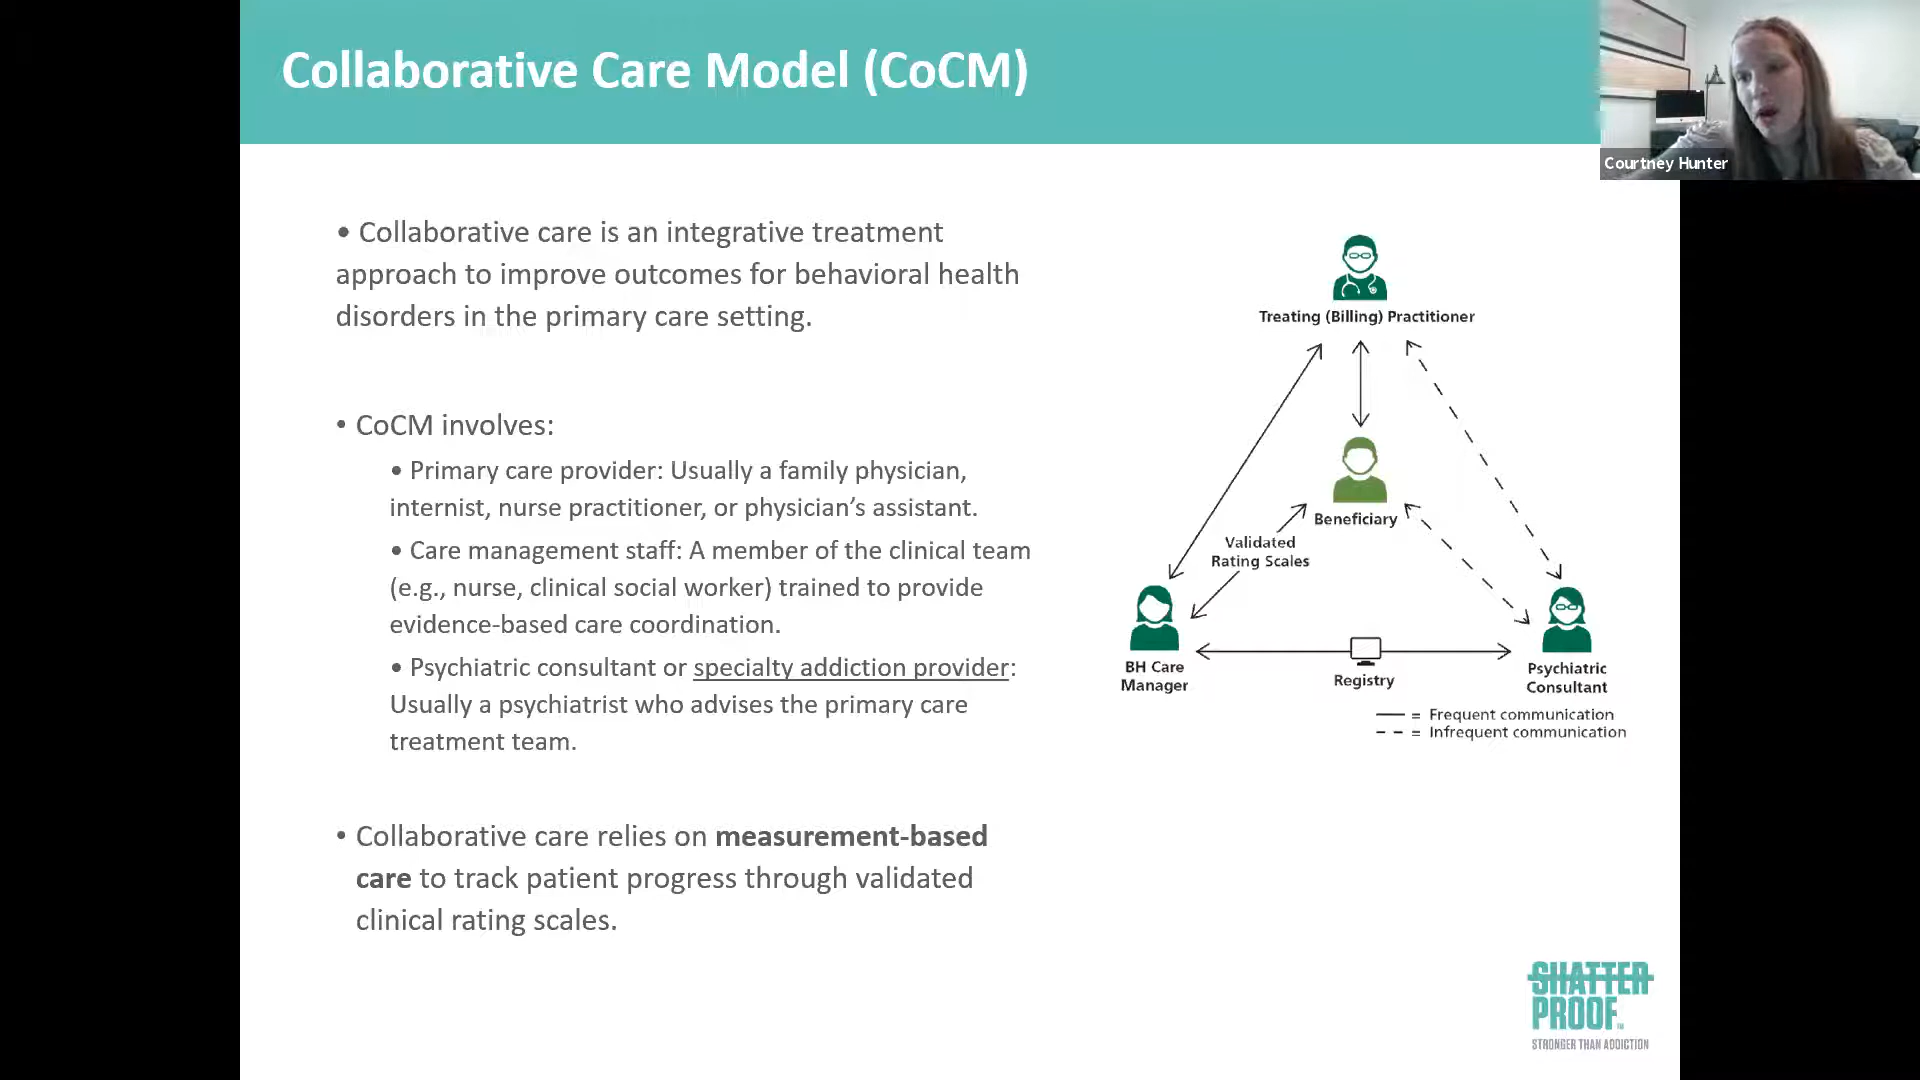 Collaborative Care Model (CoCM)
Courtney Hunter
• Collaborative care is an integrative treatment
approach to improve outcomes for behavioral health
disorders in the primary care setting.
• CoCM involves:
• Primary care provider: Usually a family physician,
internist, nurse practitioner, or physician’s assistant.
• Care management staff: A member of the clinical team
(e.g., nurse, clinical social worker) trained to provide
evidence-based care coordination.
• Psychiatric consultant or specialty addiction provider:
Usually a psychiatrist who advises the primary care
treatment team.
• Collaborative care relies on measurement-based
care to track patient progress through validated
clinical rating scales.
Treating (Billing) Practitioner
Beneficiary
Validated
Rating Scales
BH Care
Manager
Registry
Psychiatric
Consultant
= Frequent communication
= Infrequent communication
SHATTER
PROOF
STRONGER THAN ADDICTION